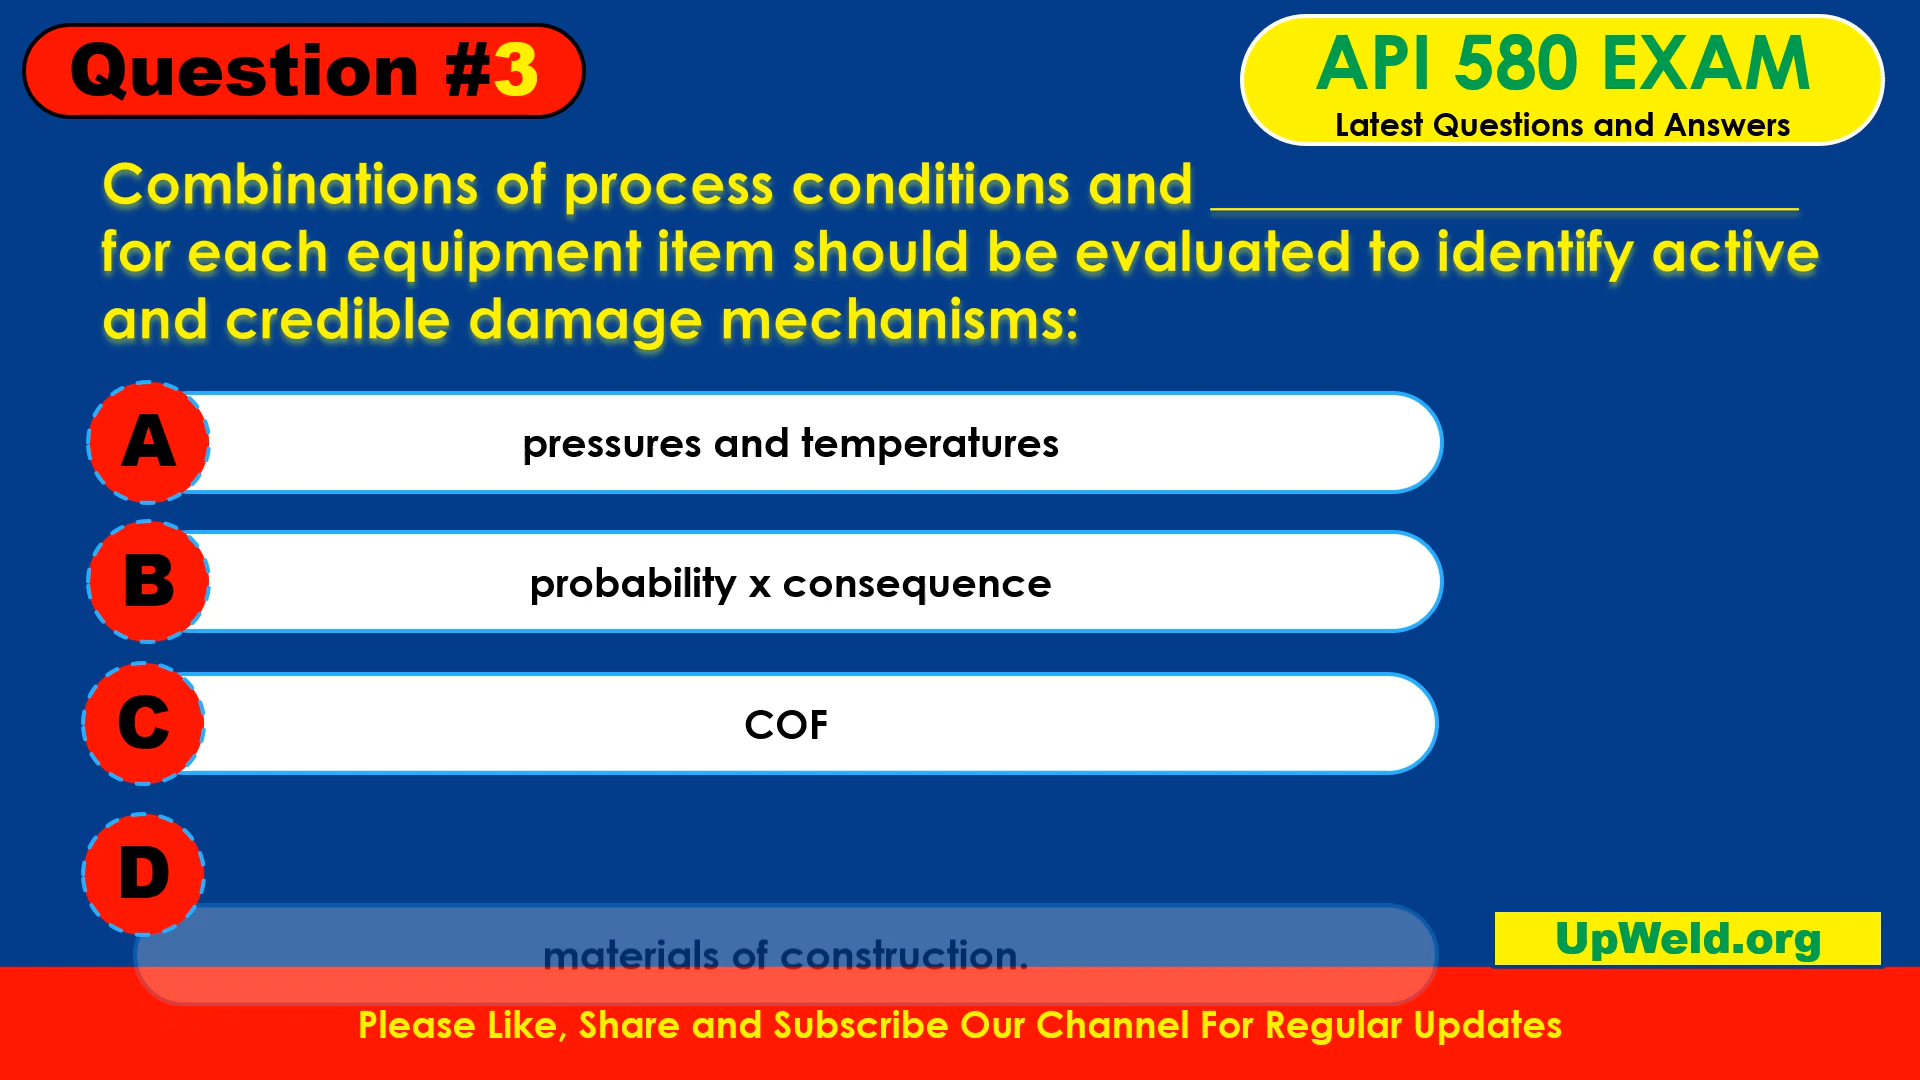 Question #3
API 580 EXAM
Latest Questions and Answers
Combinations of process conditions and ____________________
for each equipment item should be evaluated to identify active
and credible damage mechanisms:
A
pressures and temperatures
B
probability x consequence
C
COF
D
materials of construction.
UpWeld.org
Please Like, Share and Subscribe Our Channel For Regular Updates